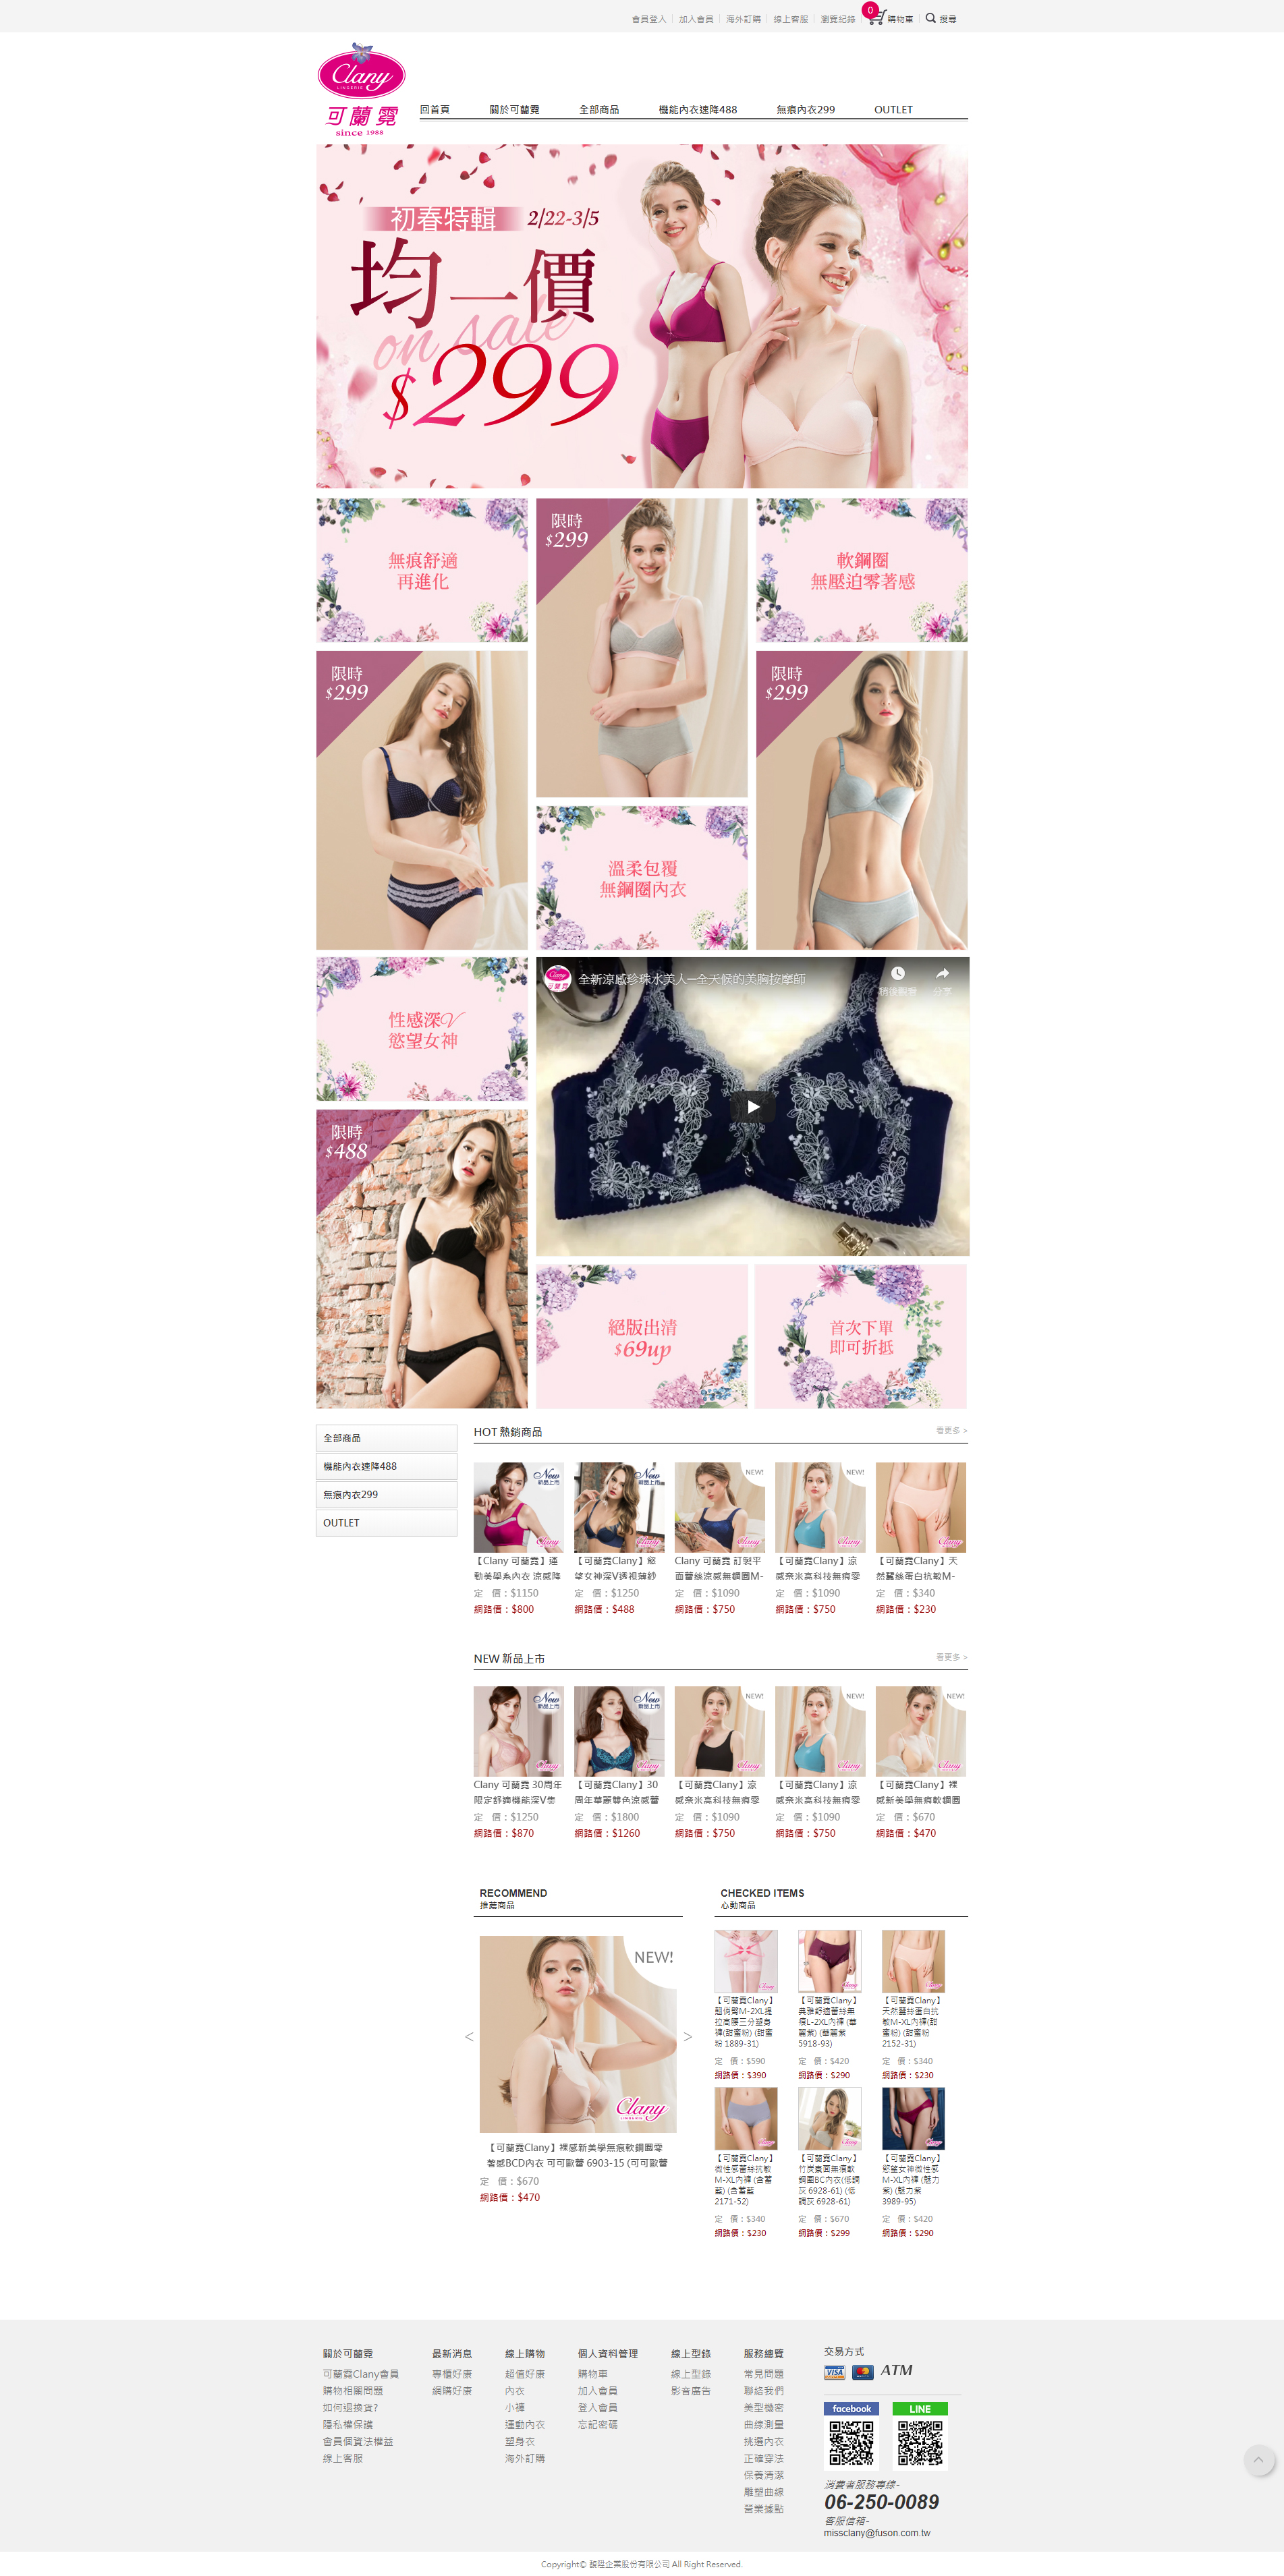 會員登入
加入會員
海外訂購
線上客服
瀏覽紀錄
0
購物車
搜尋
Clany
LINGERIE
可蘭霓
since 1988
回首頁
關於可蘭霓
全部商品
機能內衣速降488
無痕內衣299
OUTLET
初春特輯 2/22-3/5
均一價
on sale
$299
無痕舒適
再進化
限時
$299
軟鋼圈
無壓迫零著感
限時
$299
限時
$299
溫柔包覆
無鋼圈內衣
性感深V
慾望女神
全新涼感珍珠水美人—全天候的美胸按摩師
稍後觀看
分享
限時
$488
絕版出清
$69up
首次下單
即可折抵
全部商品
機能內衣速降488
無痕內衣299
OUTLET
HOT 熱銷商品
看更多 >
【Clany 可蘭霓】運
動美學系內衣 涼感降
定 價：$1150
網路價：$800
【可蘭霓Clany】慾
望女神深V透視薄紗
定 價：$1250
網路價：$488
Clany 可蘭霓 訂製平
面蕾絲涼感無鋼圈M-
定 價：$1090
網路價：$750
【可蘭霓Clany】涼
感奈米高科技無痕零
定 價：$1090
網路價：$750
【可蘭霓Clany】天
然蠶絲蛋白抗敏M-
定 價：$340
網路價：$230
NEW 新品上市
看更多 >
Clany 可蘭霓 30周年
限定舒適機能深V集
定 價：$1250
網路價：$870
【可蘭霓Clany】30
周年華麗雙色涼感蕾
定 價：$1800
網路價：$1260
【可蘭霓Clany】涼
感奈米高科技無痕零
定 價：$1090
網路價：$750
【可蘭霓Clany】涼
感奈米高科技無痕零
定 價：$1090
網路價：$750
【可蘭霓Clany】裸
感新美學無痕軟鋼圈
定 價：$670
網路價：$470
RECOMMEND
推薦商品
<
NEW!
Clany
LINGERIE
>
【可蘭霓Clany】裸感新美學無痕軟鋼圈零
著感BCD內衣 可可歐蕾 6903-15 (可可歐蕾
定 價：$670
網路價：$470
CHECKED ITEMS
心動商品
【可蘭霓Clany】
翹俏臀M-2XL提
拉高腰三分塑身
褲(甜蜜粉) (甜蜜
粉 1889-31)
定 價：$590
網路價：$390
【可蘭霓Clany】
典雅舒適蕾絲無
痕L-2XL內褲 (華
麗紫) (華麗紫
5918-93)
定 價：$420
網路價：$290
【可蘭霓Clany】
天然蠶絲蛋白抗
敏M-XL內褲(甜
蜜粉) (甜蜜粉
2152-31)
定 價：$340
網路價：$230
【可蘭霓Clany】
微性感蕾絲抗敏
M-XL內褲 (含蓄
藍) (含蓄藍
2171-52)
定 價：$340
網路價：$230
【可蘭霓Clany】
竹炭裏面無痕軟
鋼圈BC內衣(低調
灰 6928-61) (低
調灰 6928-61)
定 價：$670
網路價：$299
【可蘭霓Clany】
慾望女神微性感
M-XL內褲 (魅力
紫) (魅力紫
3989-95)
定 價：$420
網路價：$290
關於可蘭霓
可蘭霓Clany會員
購物相關問題
如何退換貨?
隱私權保護
會員個資法權益
線上客服
最新消息
專櫃好康
網購好康
線上購物
超值好康
內衣
小褲
運動內衣
塑身衣
海外訂購
個人資料管理
購物車
加入會員
登入會員
忘記密碼
線上型錄
線上型錄
影音廣告
服務總覽
常見問題
聯絡我們
美型機密
曲線測量
挑選內衣
正確穿法
保養清潔
雕塑曲線
營業據點
交易方式
VISA
MasterCard
ATM
facebook
LINE
消費者服務專線-
06-250-0089
客服信箱-
missclany@fuson.com.tw
企業股份有限公司 All Right Reserved.